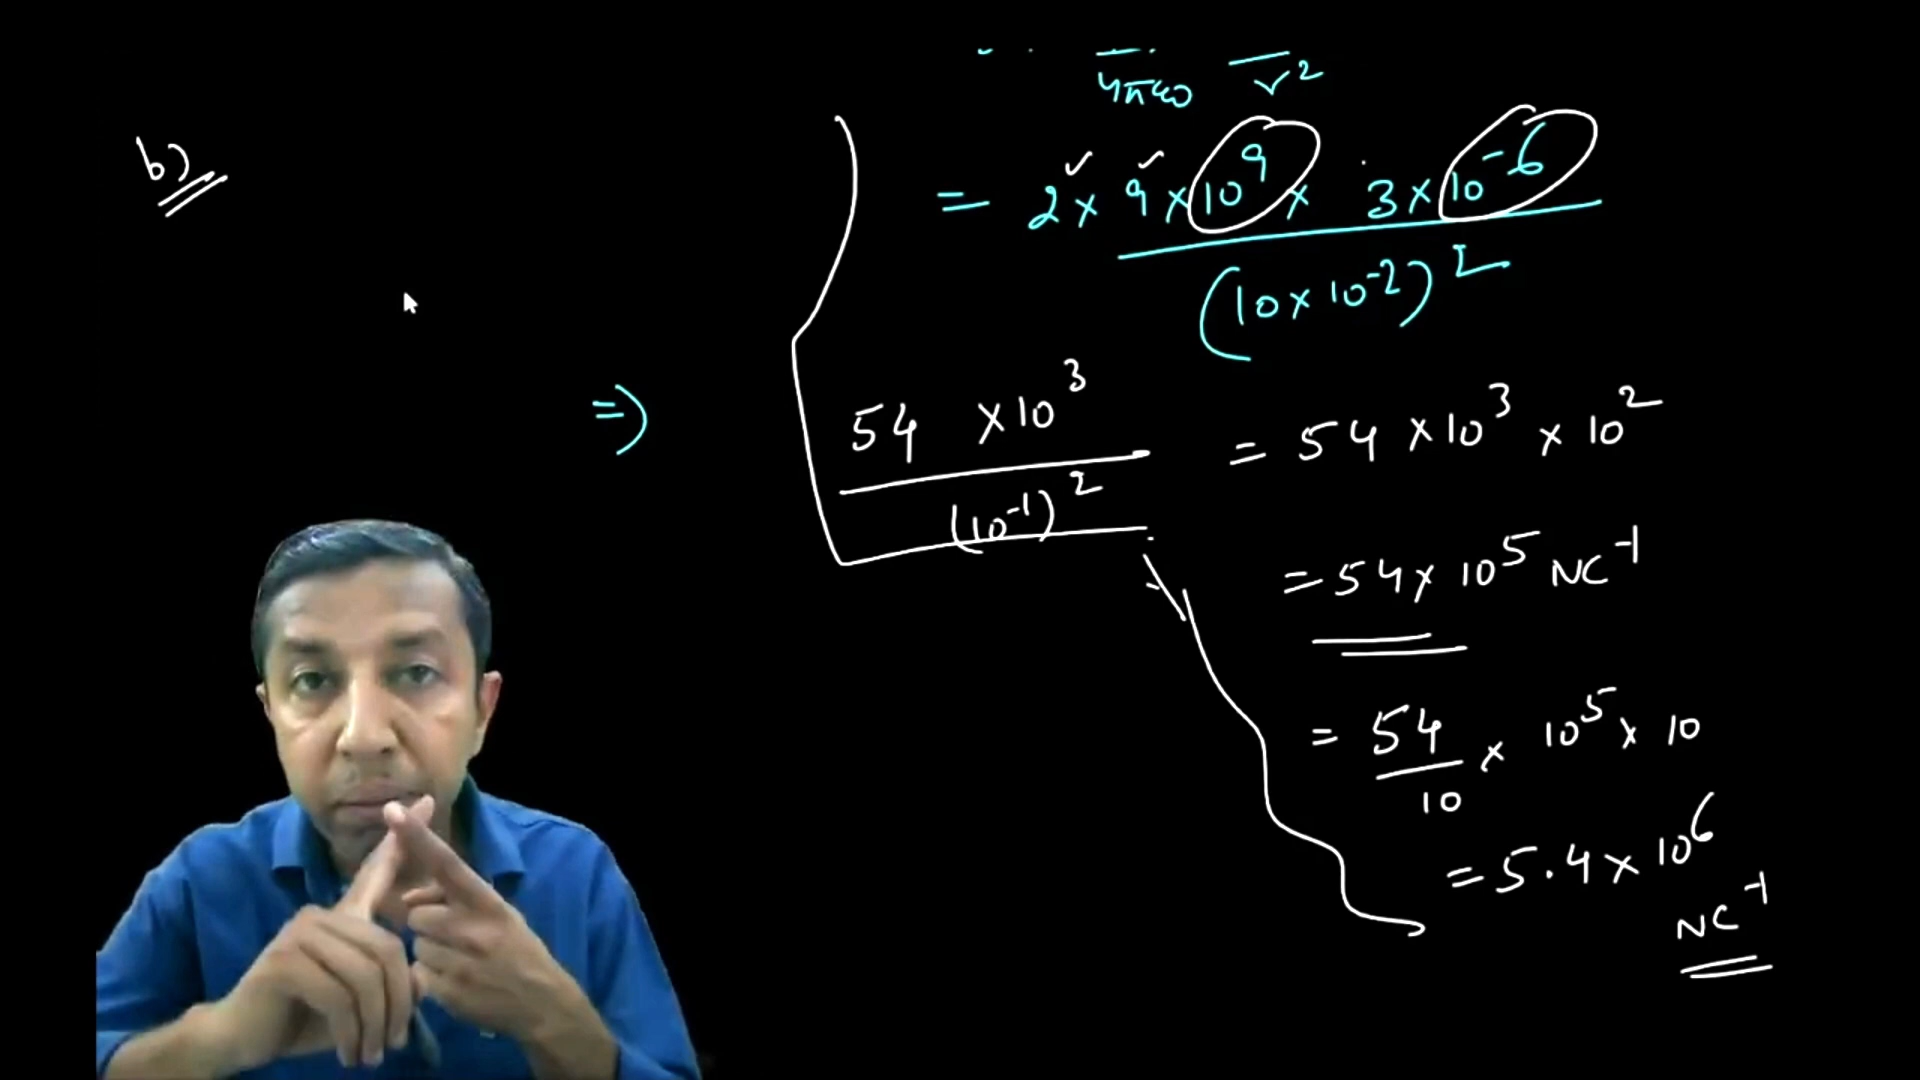 4πε0 r²
b)
= 2 × 9 × 10⁹ × 3 × 10⁻⁶
(10 × 10⁻²)²
=)
54 × 10³
(10⁻¹)²
= 54 × 10³ × 10²
= 54 × 10⁵ NC⁻¹
= 54 × 10⁵ × 10
10
= 5.4 × 10⁶
NC⁻¹